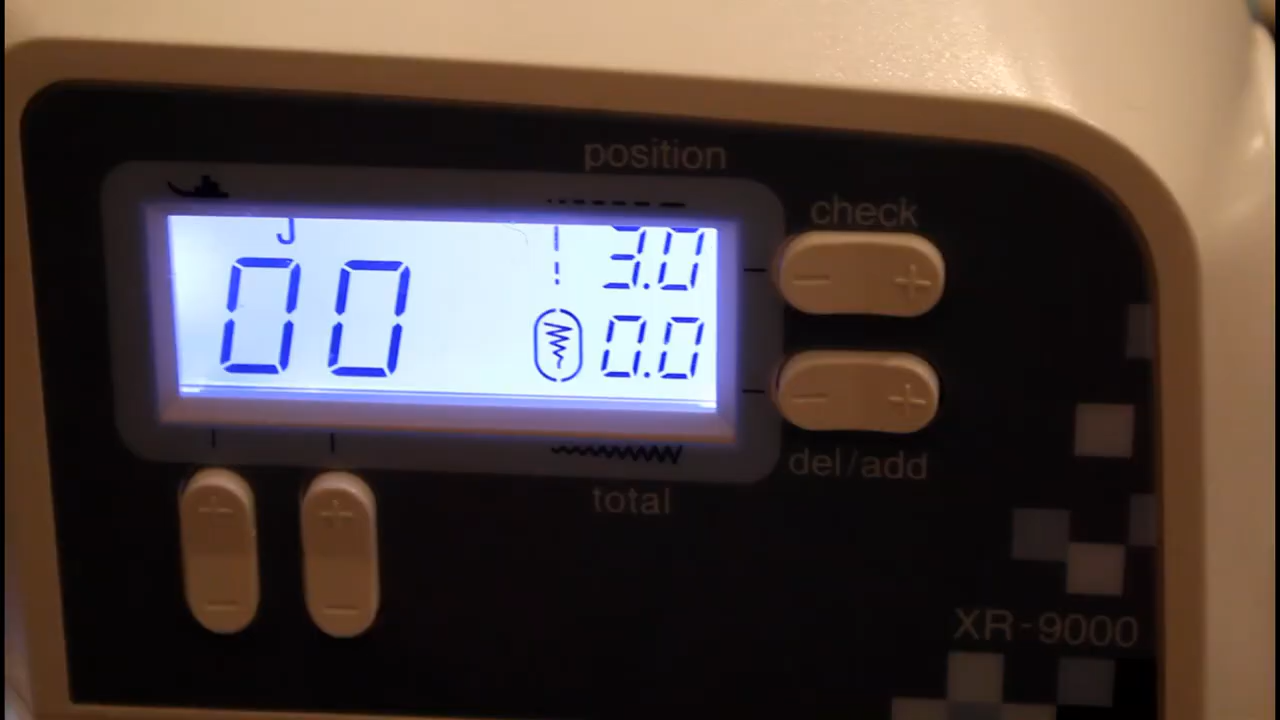 position
check
J
3.0
00
0.0
- +
- +
del/add
total
+ +
- -
XR-9000